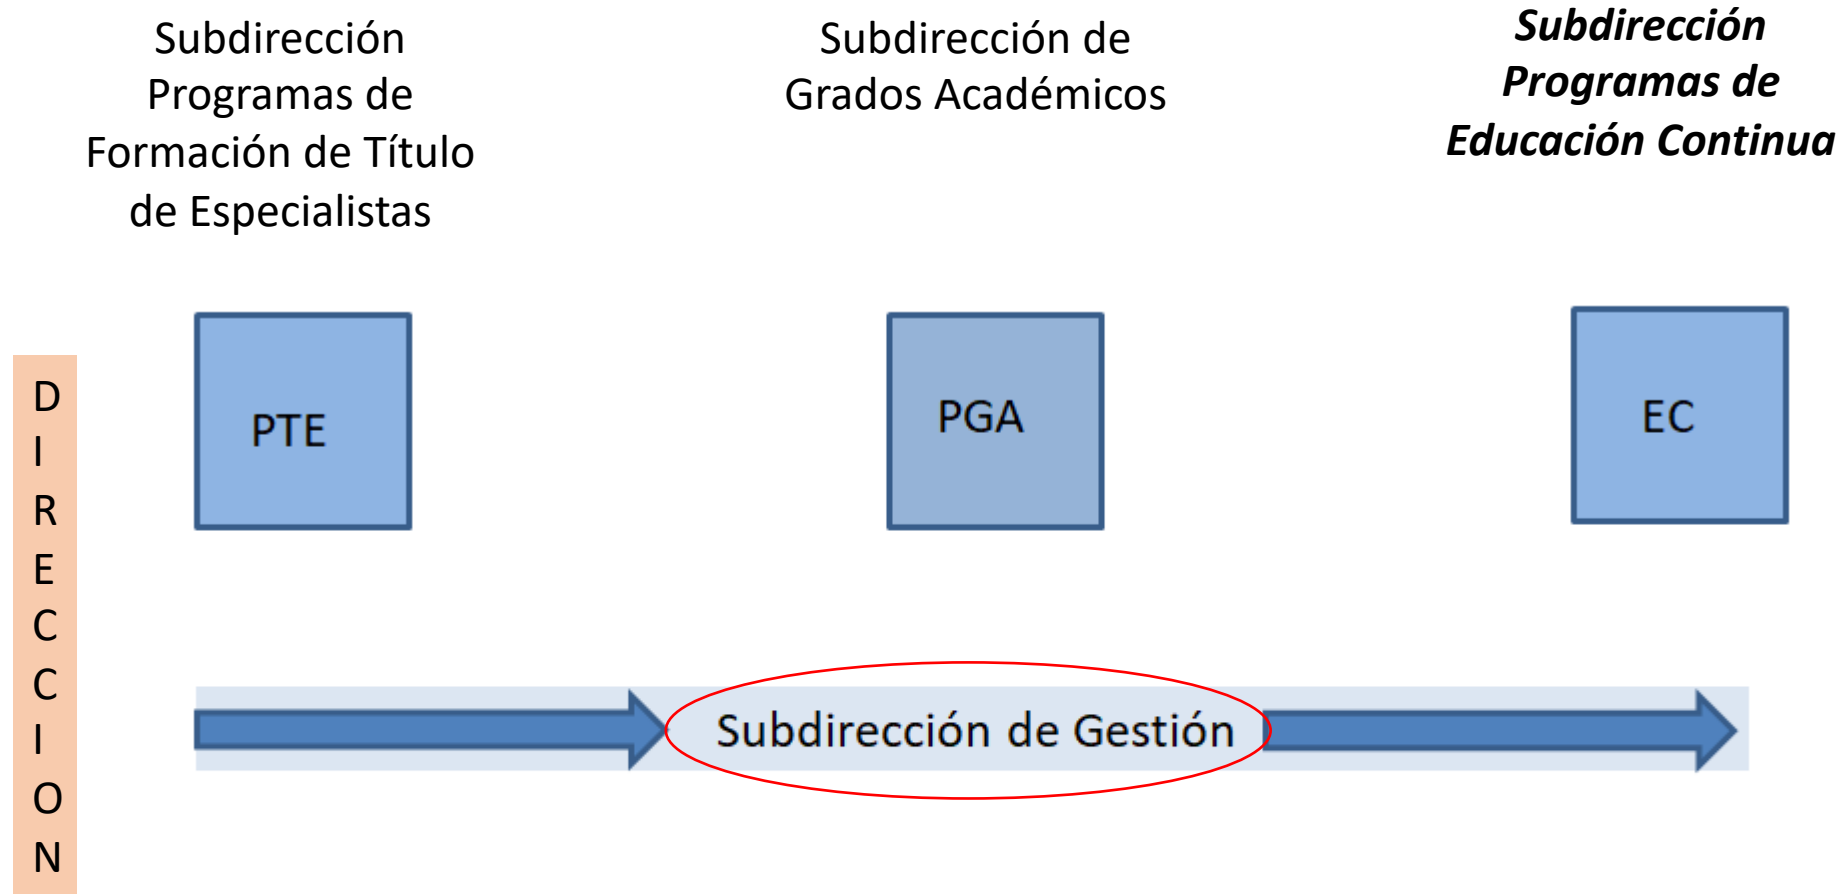 Subdirección
Programas de
Formación de Título
de Especialistas
Subdirección de
Grados Académicos
Subdirección
Programas de
Educación Continua
PTE
PGA
EC
D
I
R
E
C
C
I
O
N
Subdirección de Gestión